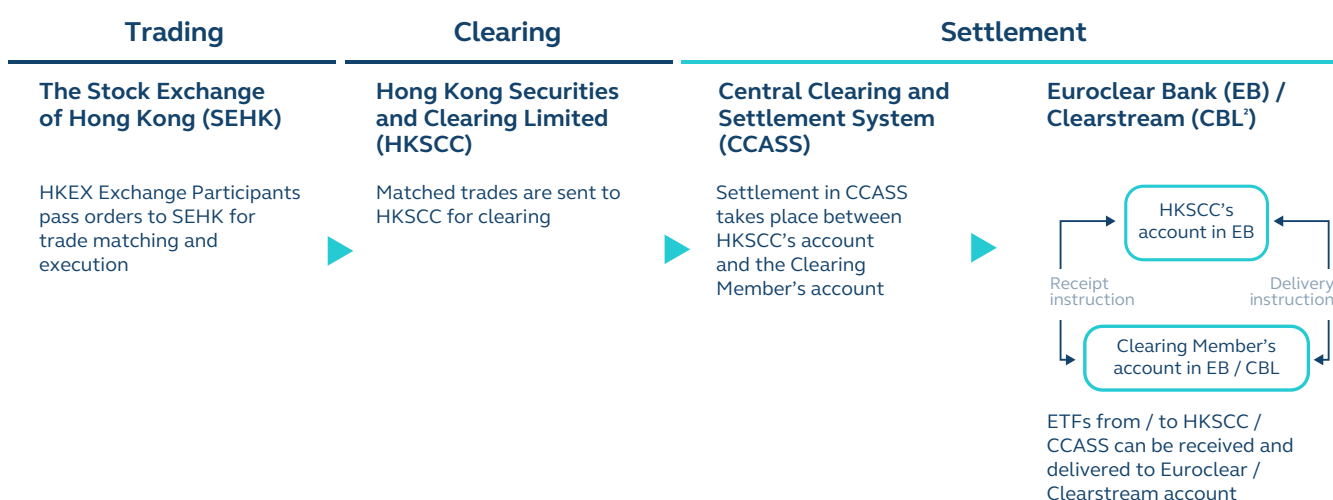 Trading
Clearing
Settlement
The Stock Exchange
of Hong Kong (SEHK)
HKEX Exchange Participants
pass orders to SEHK for
trade matching and
execution
Hong Kong Securities
and Clearing Limited
(HKSCC)
Matched trades are sent to
HKSCC for clearing
Central Clearing and
Settlement System
(CCASS)
Settlement in CCASS
takes place between
HKSCC's account
and the Clearing
Member's account
Euroclear Bank (EB) /
Clearstream (CBL²)
HKSCC's
account in EB
Receipt
instruction
Delivery
instruction
Clearing Member's
account in EB / CBL
ETFs from / to HKSCC /
CCASS can be received and
delivered to Euroclear /
Clearstream account